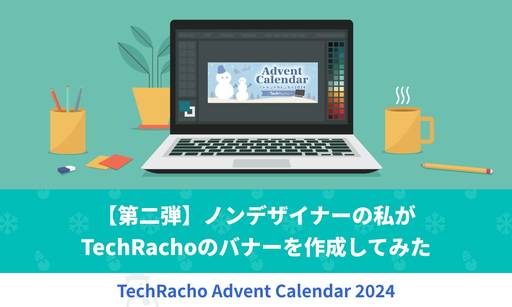 Advent
Calendar
TechRacho
【第二弾】ノンデザイナーの私が
TechRachoのバナーを作成してみた
TechRacho Advent Calendar 2024